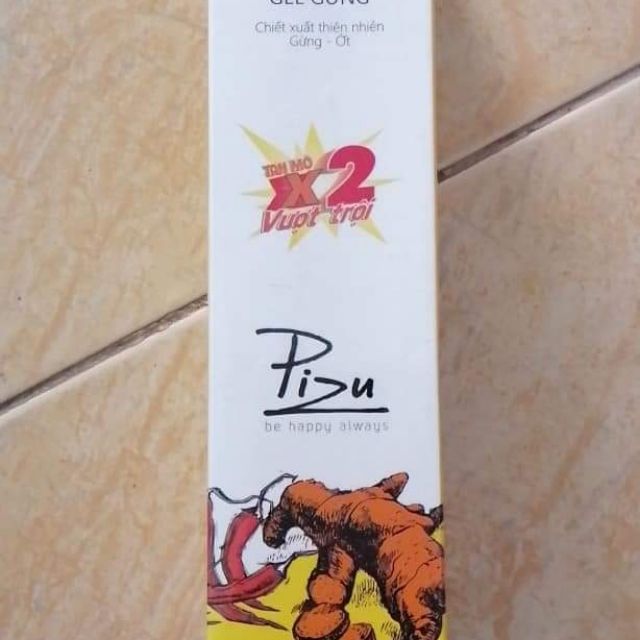 GEL GỪNG
Chiết xuất thiên nhiên
Gừng - Ớt
TAN MỠ
X2
Vượt trội
Pizu
be happy always